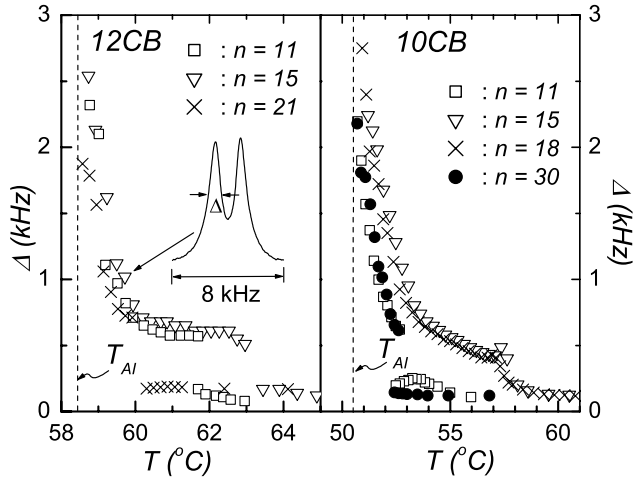 12CB
: n = 11
: n = 15
: n = 21
Δ
8 kHz
T_AI
Δ (kHz)
3
2
1
0
58 60 62 64
T (°C)
10CB
: n = 11
: n = 15
: n = 18
: n = 30
T_AI
Δ (kHz)
3
2
1
0
50 55 60
T (°C)